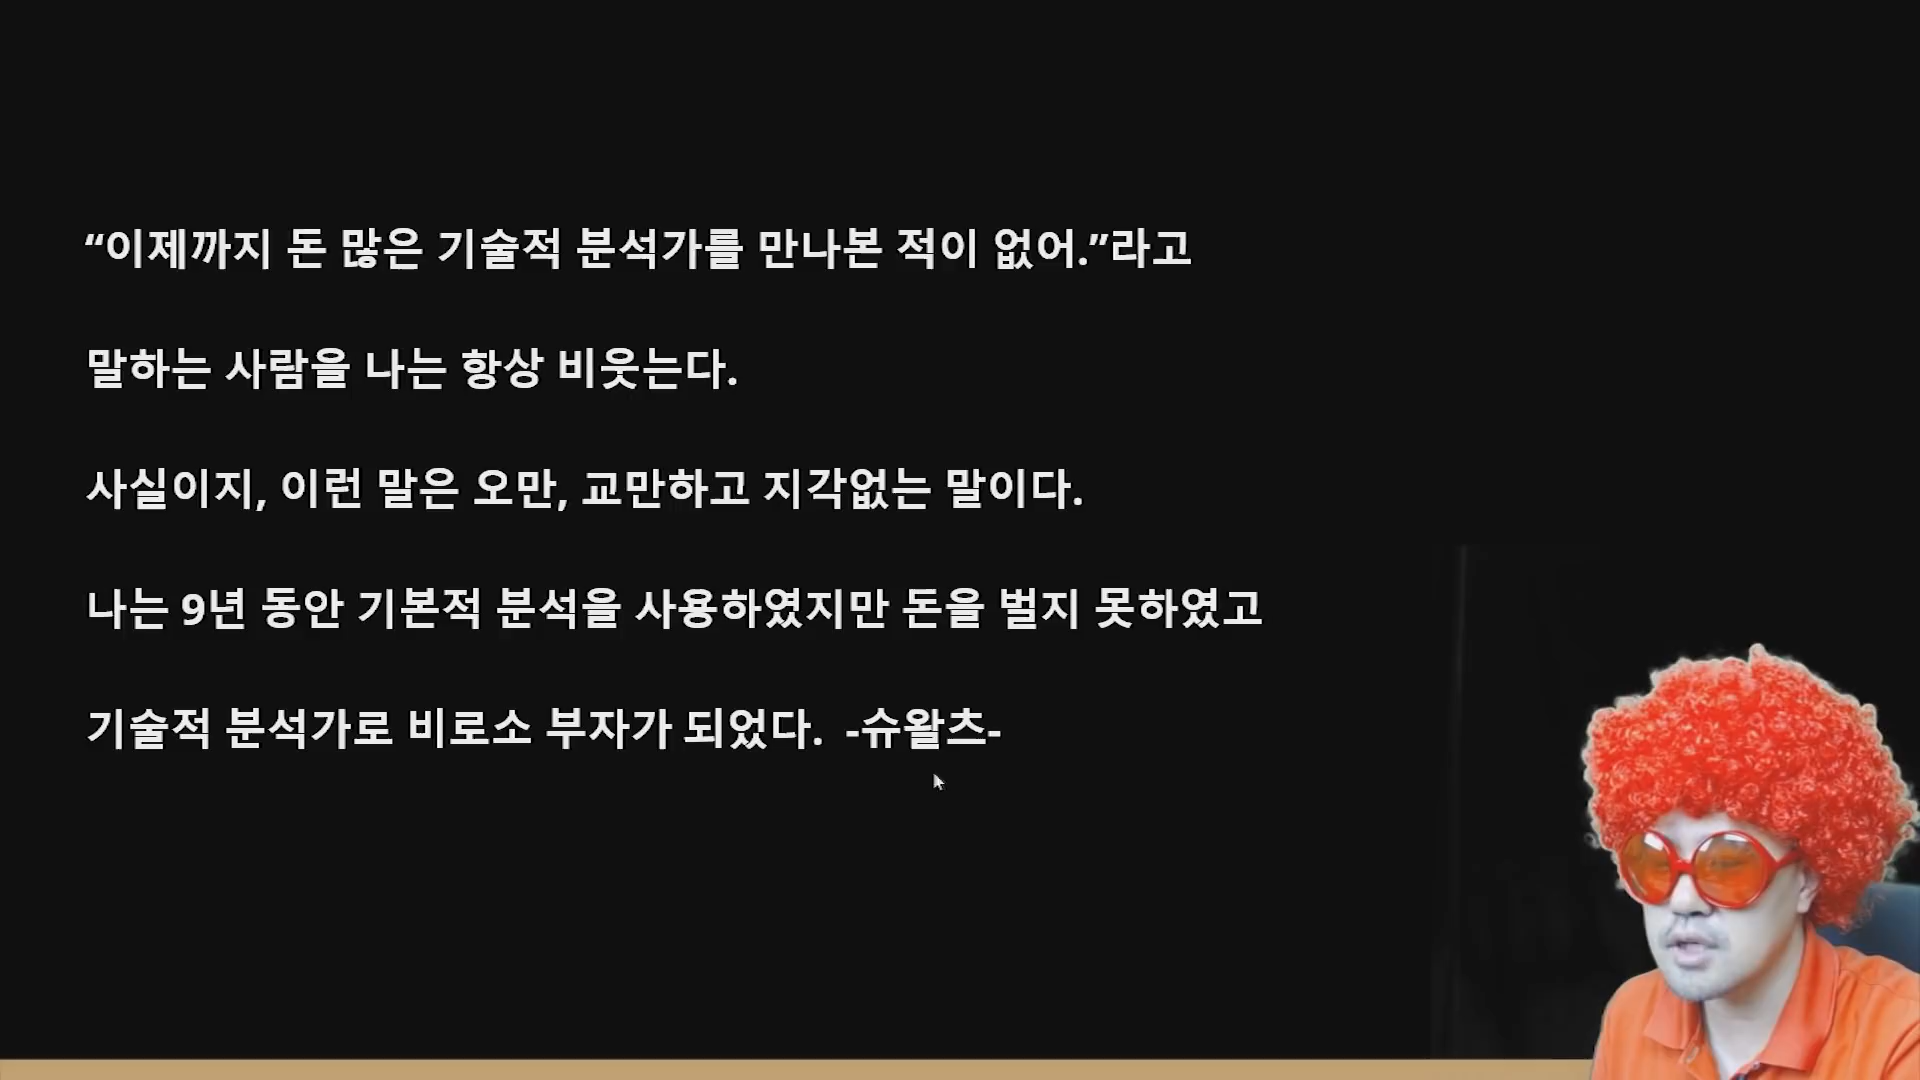 “이제까지 돈 많은 기술적 분석가를 만나본 적이 없어.”라고
말하는 사람을 나는 항상 비웃는다.
사실이지, 이런 말은 오만, 교만하고 지각없는 말이다.
나는 9년 동안 기본적 분석을 사용하였지만 돈을 벌지 못하였고
기술적 분석가로 비로소 부자가 되었다. -슈왈츠-